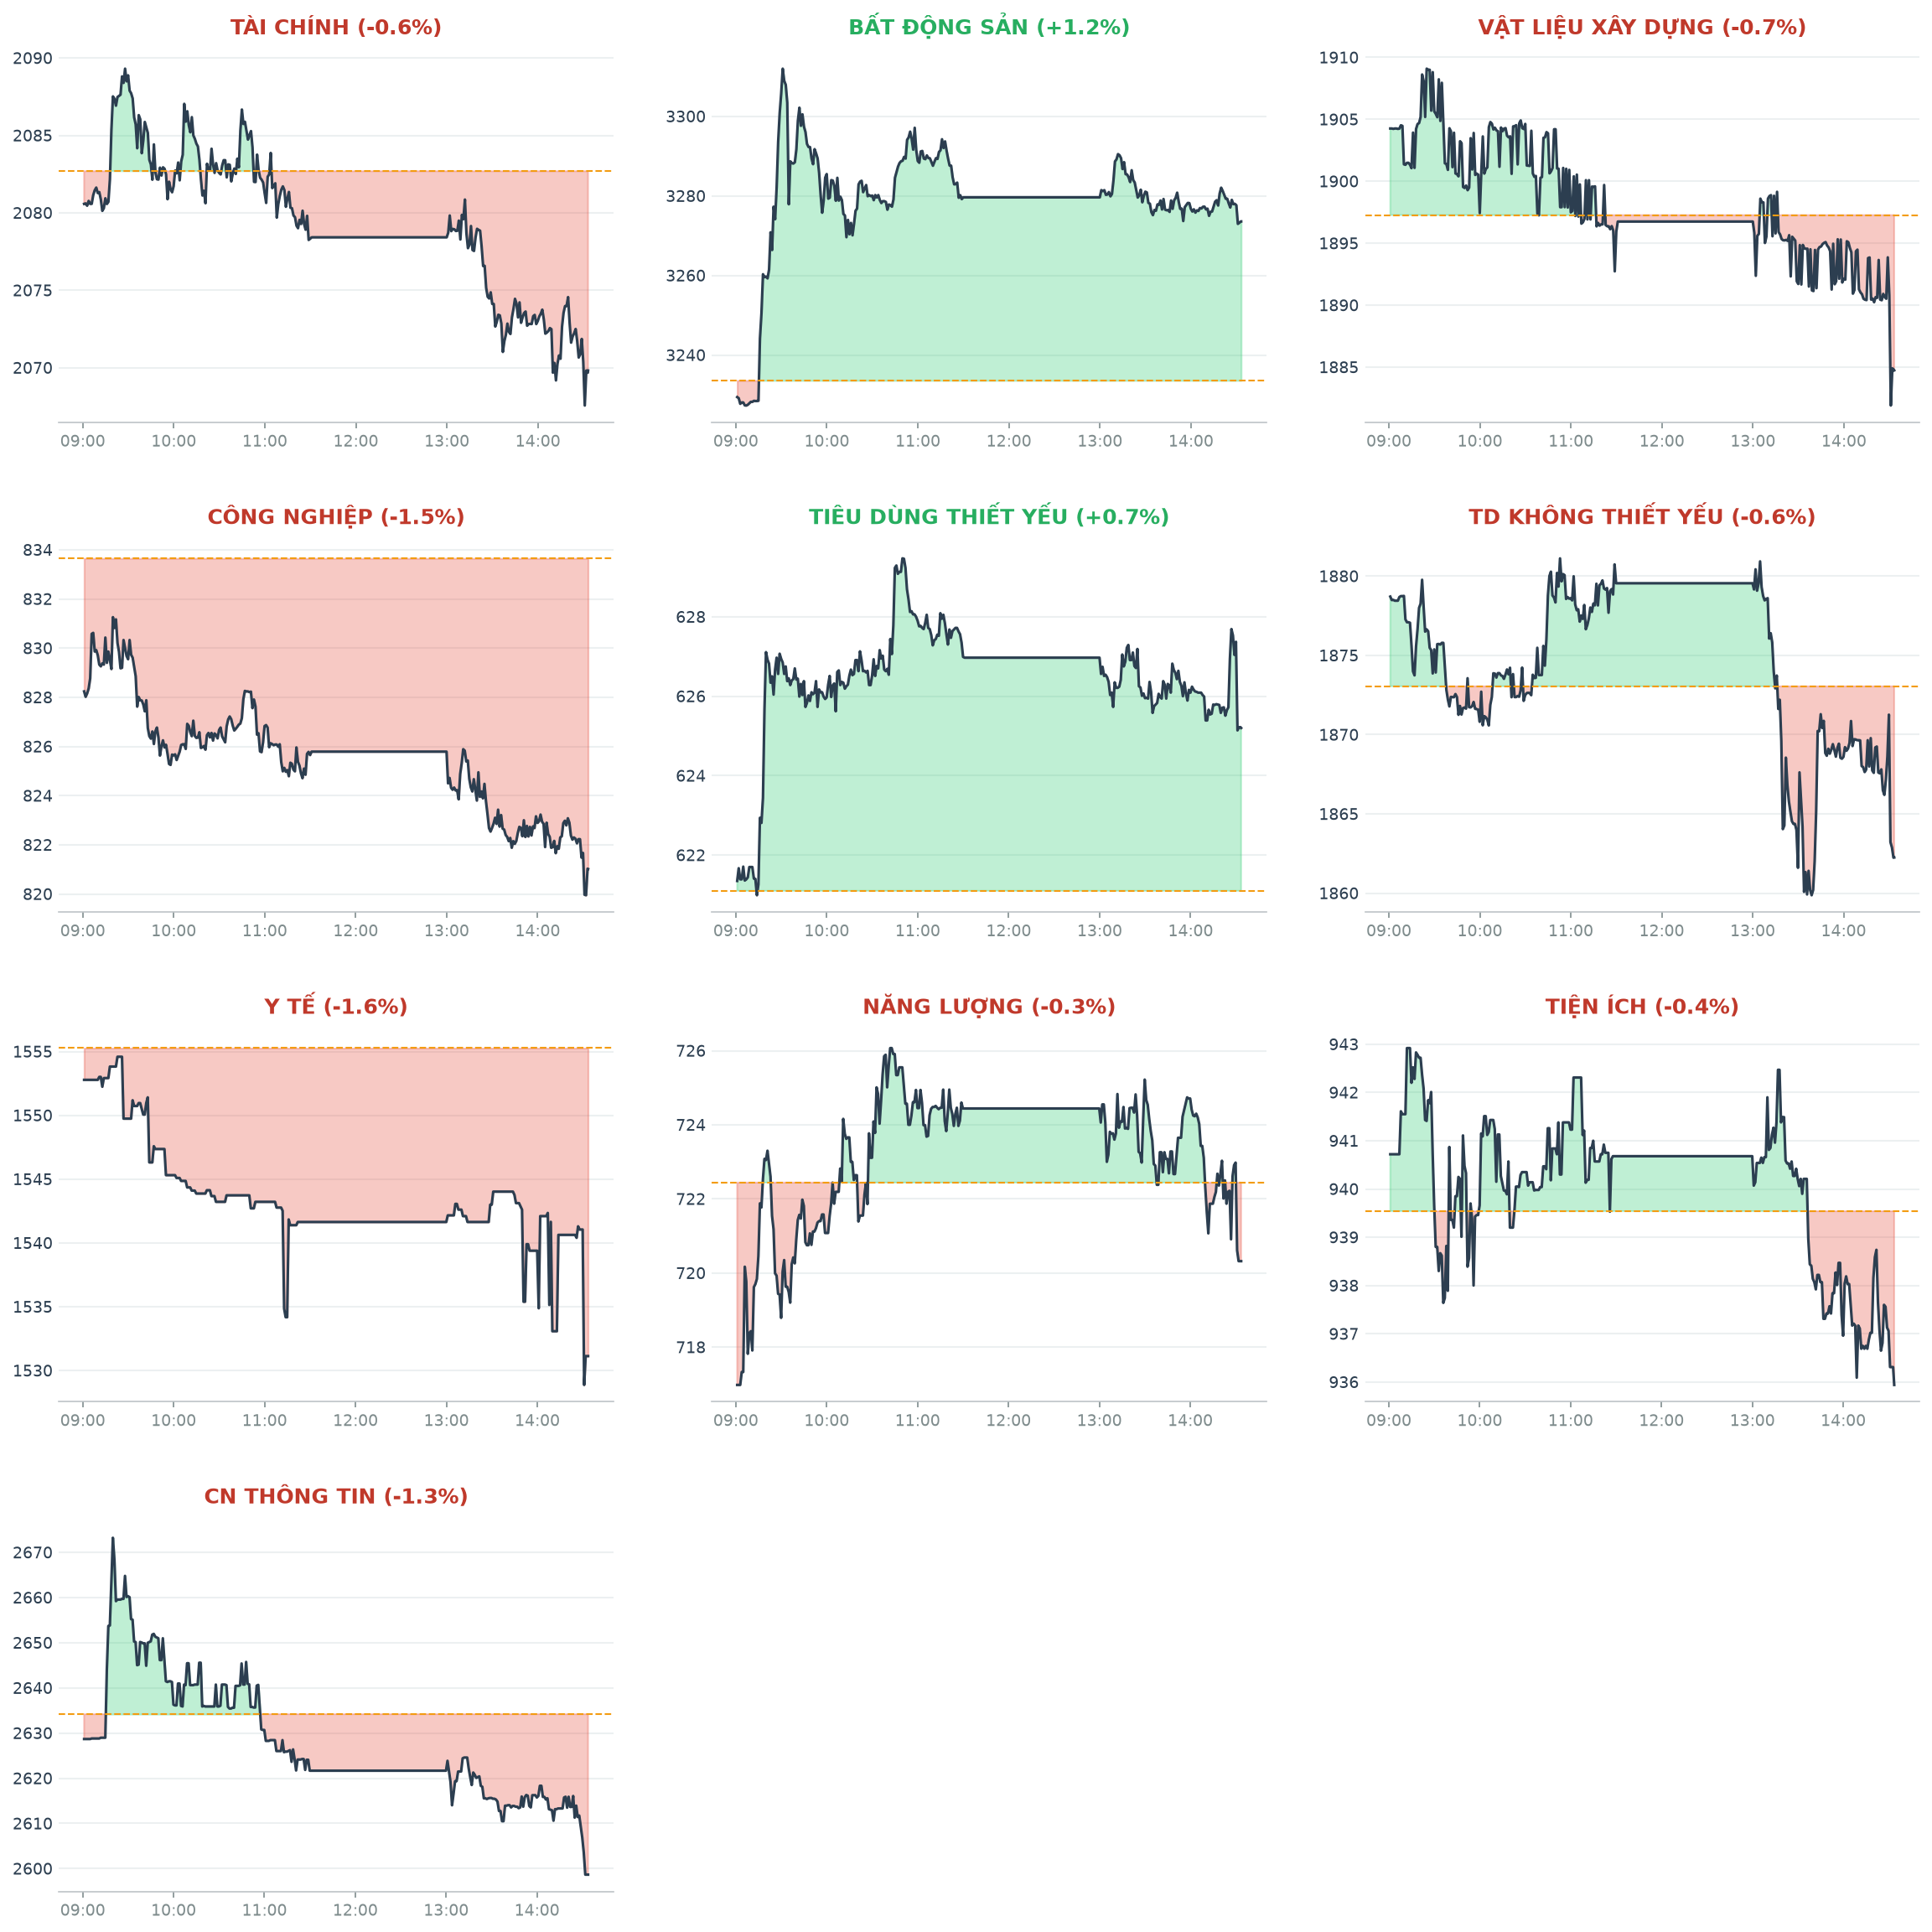 TÀI CHÍNH (-0.6%)
2090
2085
2080
2075
2070
09:00 10:00 11:00 12:00 13:00 14:00
BẤT ĐỘNG SẢN (+1.2%)
3300
3280
3260
3240
09:00 10:00 11:00 12:00 13:00 14:00
VẬT LIỆU XÂY DỰNG (-0.7%)
1910
1905
1900
1895
1890
1885
09:00 10:00 11:00 12:00 13:00 14:00
CÔNG NGHIỆP (-1.5%)
834
832
830
828
826
824
822
820
09:00 10:00 11:00 12:00 13:00 14:00
TIÊU DÙNG THIẾT YẾU (+0.7%)
628
626
624
622
09:00 10:00 11:00 12:00 13:00 14:00
TD KHÔNG THIẾT YẾU (-0.6%)
1880
1875
1870
1865
1860
09:00 10:00 11:00 12:00 13:00 14:00
Y TẾ (-1.6%)
1555
1550
1545
1540
1535
1530
09:00 10:00 11:00 12:00 13:00 14:00
NĂNG LƯỢNG (-0.3%)
726
724
722
720
718
09:00 10:00 11:00 12:00 13:00 14:00
TIỆN ÍCH (-0.4%)
943
942
941
940
939
938
937
936
09:00 10:00 11:00 12:00 13:00 14:00
CN THÔNG TIN (-1.3%)
2670
2660
2650
2640
2630
2620
2610
2600
09:00 10:00 11:00 12:00 13:00 14:00